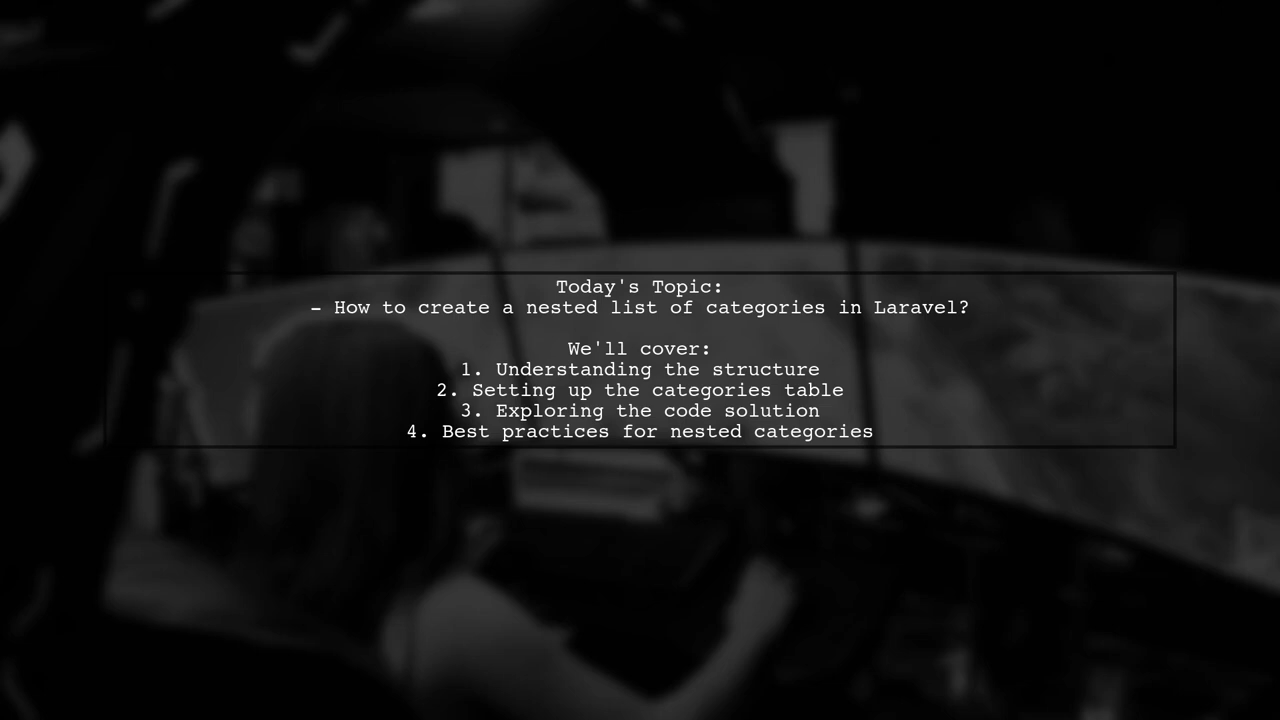 Today's Topic:
– How to create a nested list of categories in Laravel?
We'll cover:
1. Understanding the structure
2. Setting up the categories table
3. Exploring the code solution
4. Best practices for nested categories